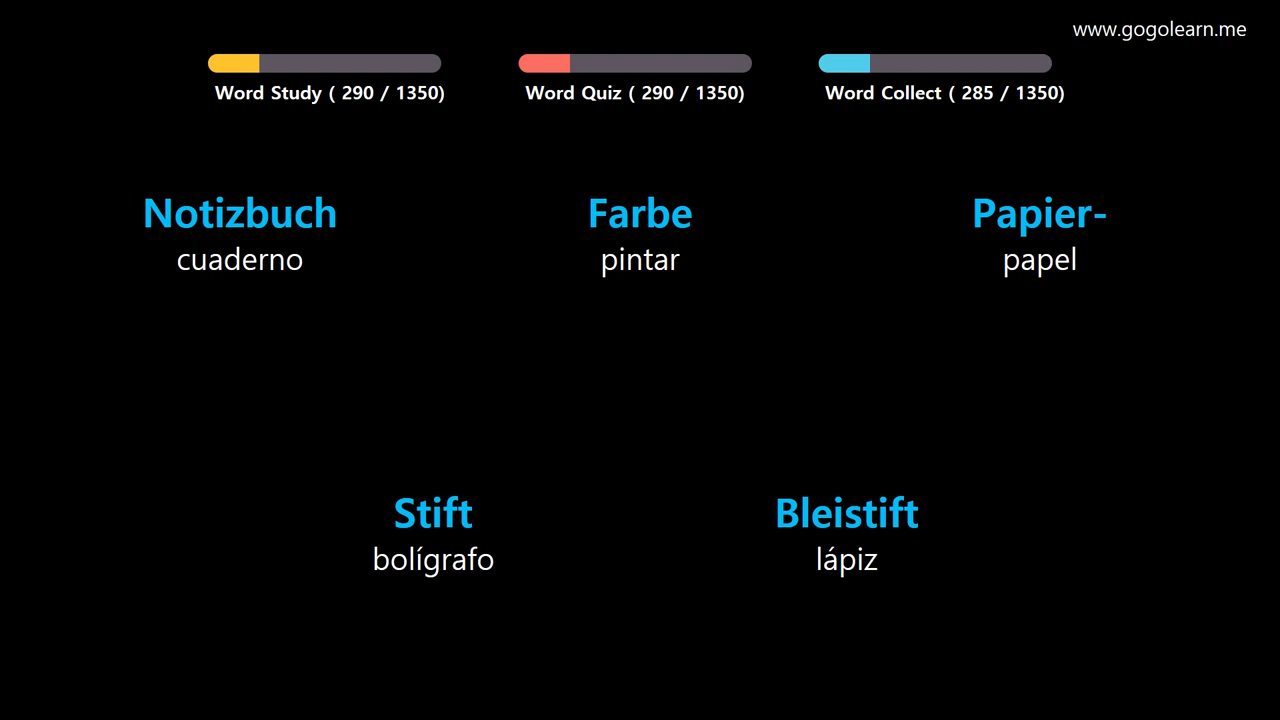 www.gogolearn.me
Word Study ( 290 / 1350)
Word Quiz ( 290 / 1350)
Word Collect ( 285 / 1350)
Notizbuch
cuaderno
Farbe
pintar
Papier-
papel
Stift
bolígrafo
Bleistift
lápiz